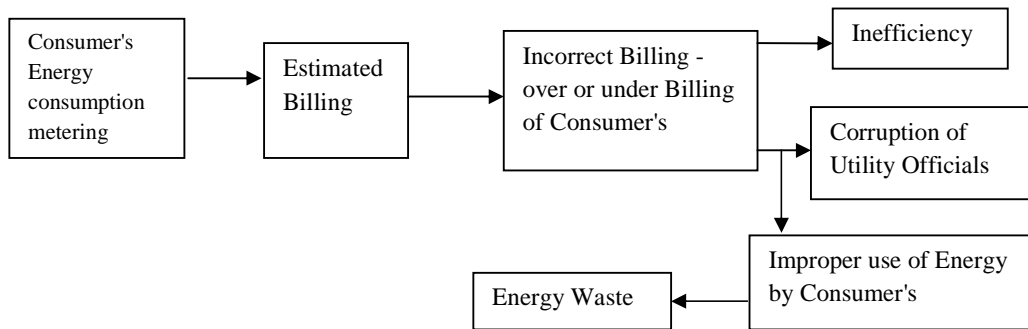 Consumer's
Energy
consumption
metering
Estimated
Billing
Incorrect Billing -
over or under Billing
of Consumer's
Inefficiency
Corruption of
Utility Officials
Improper use of Energy
by Consumer's
Energy Waste